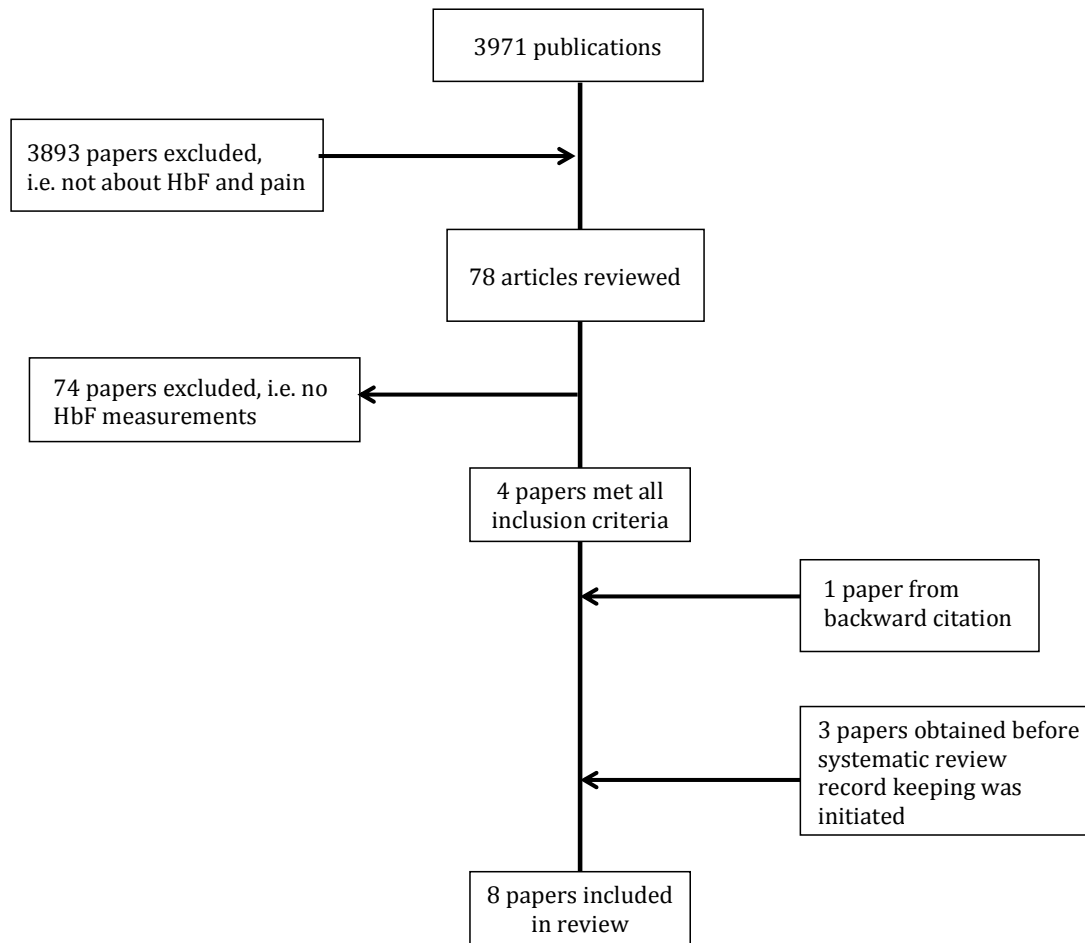 3971 publications
3893 papers excluded,
i.e. not about HbF and pain
78 articles reviewed
74 papers excluded, i.e. no
HbF measurements
4 papers met all
inclusion criteria
1 paper from
backward citation
3 papers obtained before
systematic review
record keeping was
initiated
8 papers included
in review